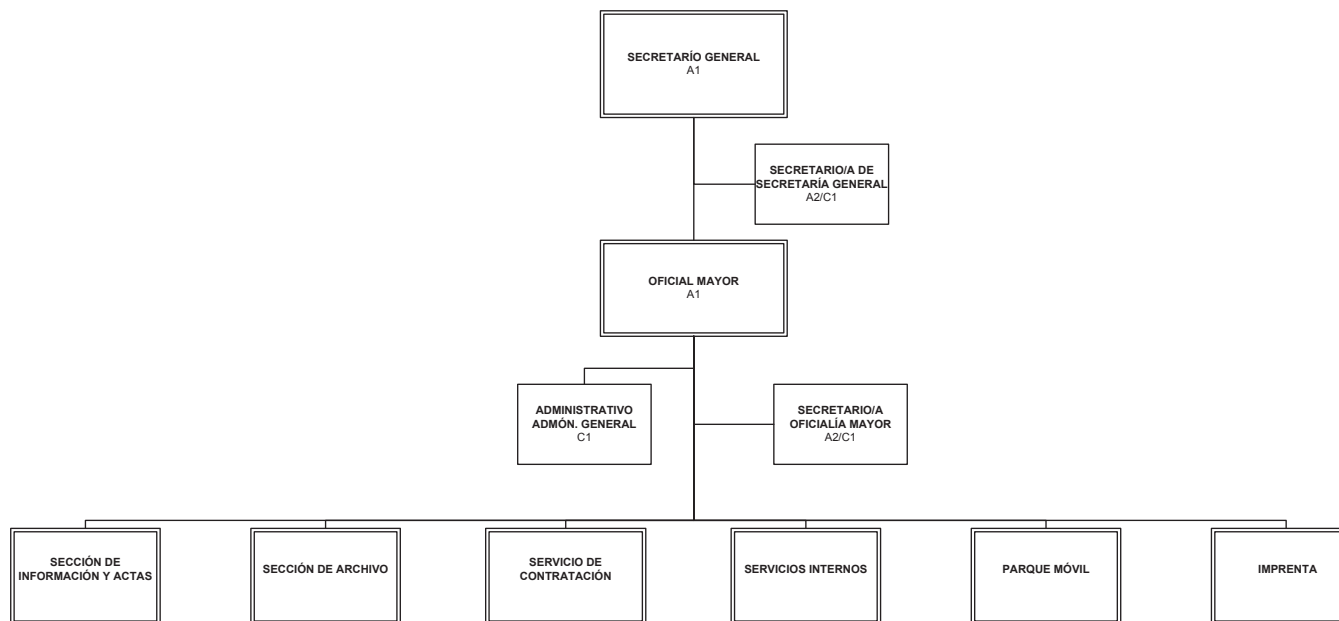 SECRETARÍO GENERAL
A1
SECRETARIO/A DE
SECRETARÍA GENERAL
A2/C1
OFICIAL MAYOR
A1
ADMINISTRATIVO
ADMÓN. GENERAL
C1
SECRETARIO/A
OFICIALÍA MAYOR
A2/C1
SECCIÓN DE
INFORMACIÓN Y ACTAS
SECCIÓN DE ARCHIVO
SERVICIO DE
CONTRATACIÓN
SERVICIOS INTERNOS
PARQUE MÓVIL
IMPRENTA